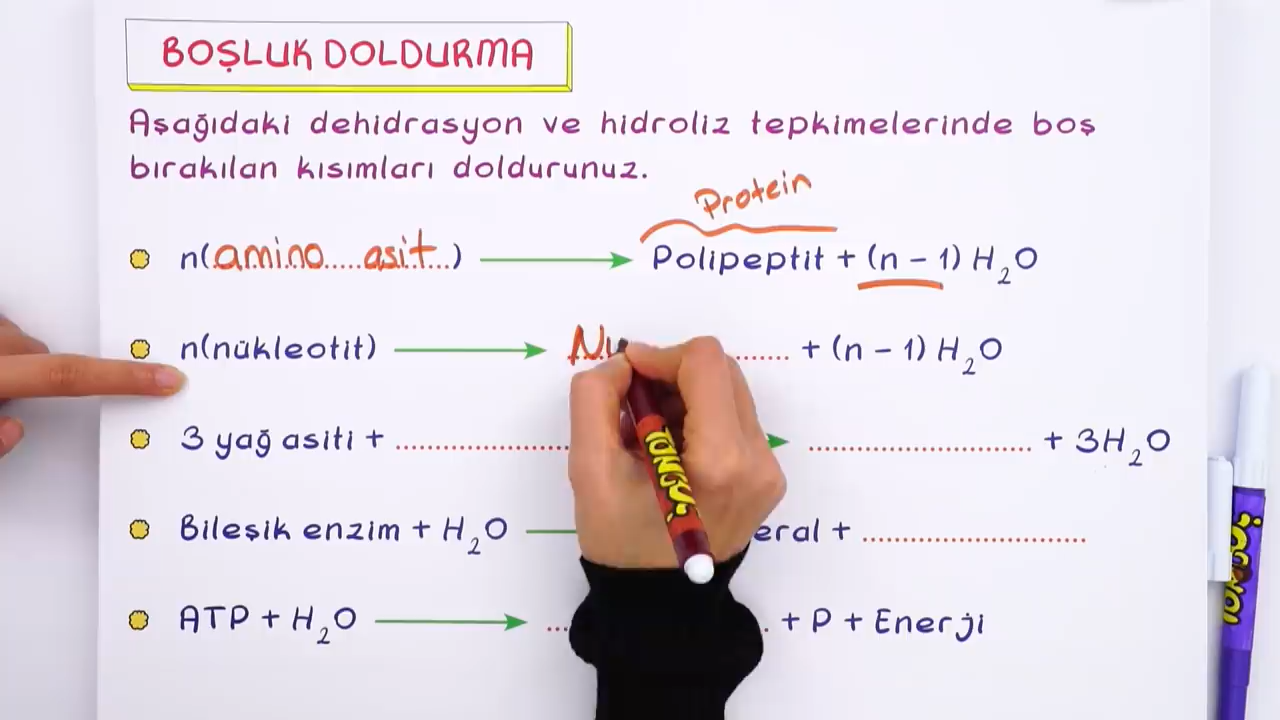 BOŞLUK DOLDURMA
Aşağıdaki dehidrasyon ve hidroliz tepkimelerinde boş
bırakılan kısımları doldurunuz.
Protein
n(amino asit) → Polipeptit + (n - 1) H₂O
n(nükleotit) → Nu ........ + (n - 1) H₂O
3 yağ asiti + .................. → ........................ + 3H₂O
Bileşik enzim + H₂O eral + ........................
ATP + H₂O → ... + P + Enerji
TONGUÇ